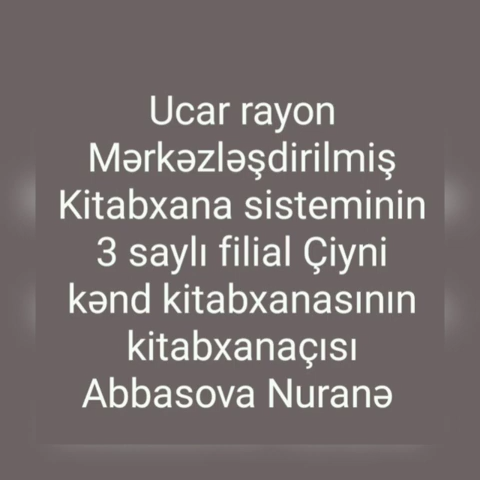 Ucar rayon
Mərkəzləşdirilmiş
Kitabxana sisteminin
3 saylı filial Çiyni
kənd kitabxanasının
kitabxanaçısı
Abbasova Nuranə